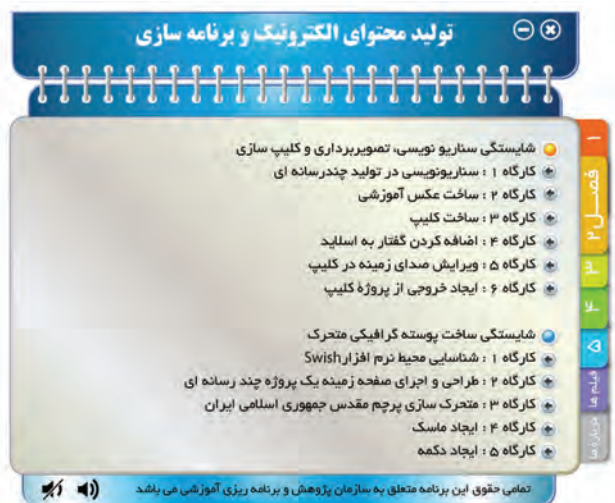 تولید محتوای الکترونیک و برنامه سازی
شایستگی سناریو نویسی، تصویربرداری و کلیپ سازی
کارگاه ۱ : سناریونویسی در تولید چندرسانه ای
کارگاه ۲ : ساخت عکس آموزشی
کارگاه ۳ : ساخت کلیپ
کارگاه ۴ : اضافه کردن گفتار به اسلاید
کارگاه ۵ : ویرایش صدای زمینه در کلیپ
کارگاه ۶ : ایجاد خروجی از پروژهٔ کلیپ
شایستگی ساخت پوسته گرافیکی متحرک
کارگاه ۱ : شناسایی محیط نرم افزارSwish
کارگاه ۲ : طراحی و اجرای صفحه زمینه یک پروژه چند رسانه ای
کارگاه ۳ : متحرک سازی پرچم مقدس جمهوری اسلامی ایران
کارگاه ۴ : ایجاد ماسک
کارگاه ۵ : ایجاد دکمه
۱
فصل ۲
۳
۴
۵
فیلم ها
درباره ما
تمامی حقوق این برنامه متعلق به سازمان پژوهش و برنامه ریزی آموزشی می باشد